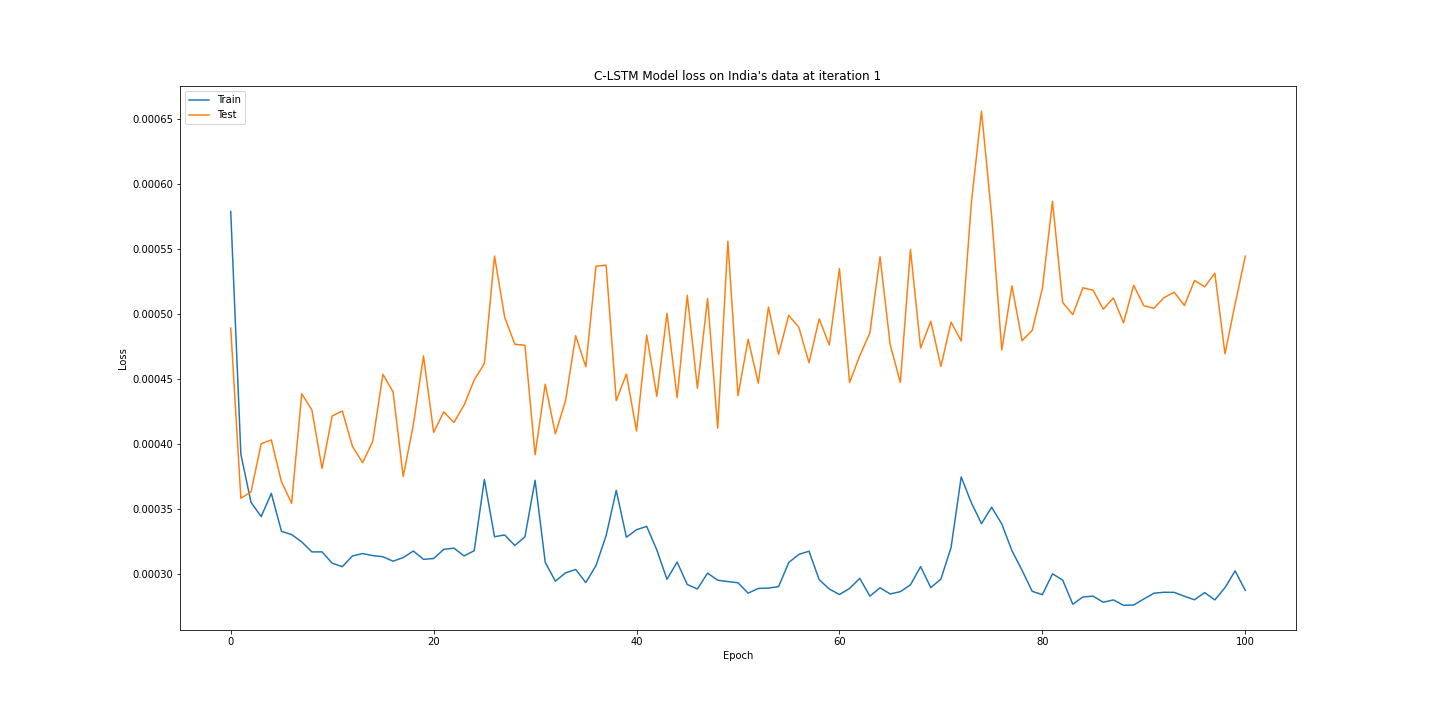 C-LSTM Model loss on India's data at iteration 1
Train
Test
0.00065
0.00060
0.00055
0.00050
0.00045
0.00040
0.00035
0.00030
Loss
0 20 40 60 80 100
Epoch